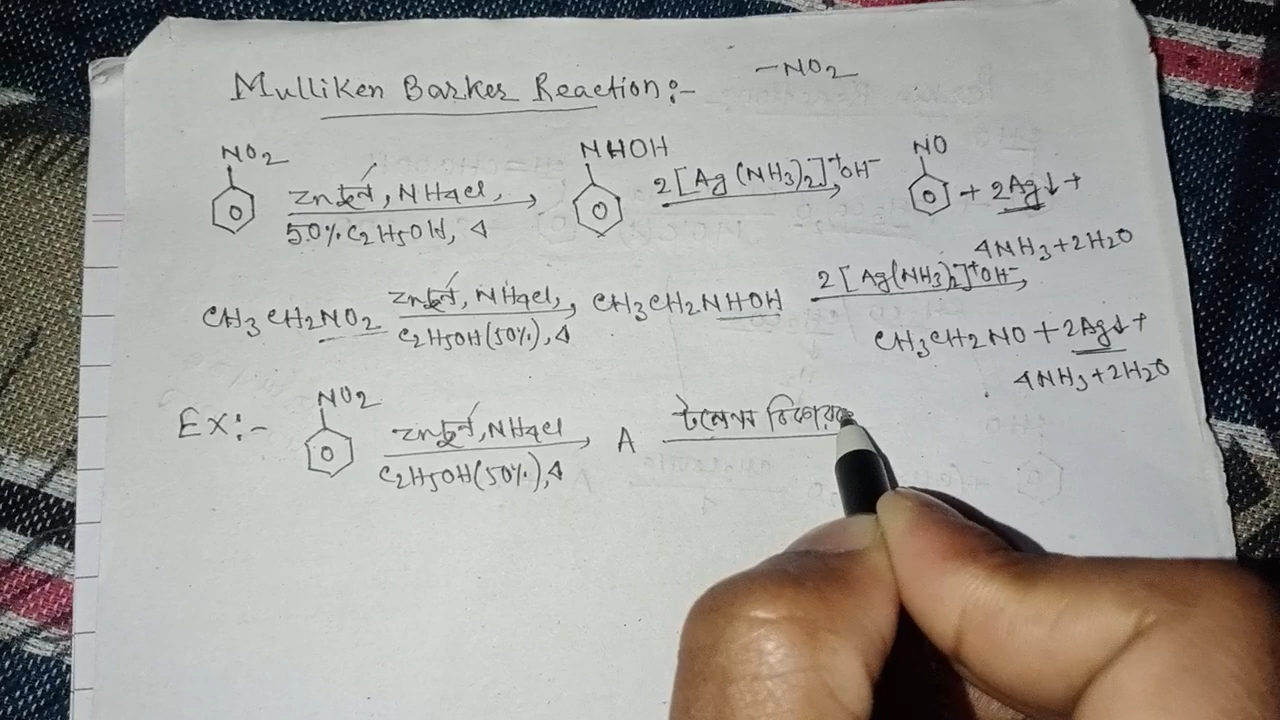 Mulliken Barker Reaction:- -NO2
NO2 NHOH NO
Zn চূর্ণ, NH4Cl, 2[Ag(NH3)2]+OH- + 2Ag↓ +
50% C2H5OH, Δ 4NH3+2H2O
CH3CH2NO2 Zn চূর্ণ, NH4Cl, CH3CH2NHOH 2[Ag(NH3)2]+OH-,
C2H5OH(50%), Δ CH3CH2NO + 2Ag↓ +
4NH3+2H2O
Ex:- NO2 Zn চূর্ণ, NH4Cl A টলেন্স বিকারক
C2H5OH(50%), Δ